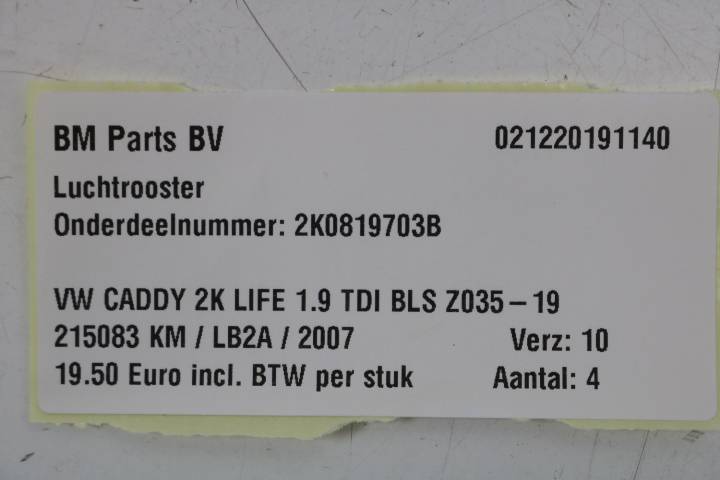 BM Parts BV 021220191140
Luchtrooster
Onderdeelnummer: 2K0819703B
VW CADDY 2K LIFE 1.9 TDI BLS Z035-19
215083 KM / LB2A / 2007 Verz: 10
19.50 Euro incl. BTW per stuk Aantal: 4